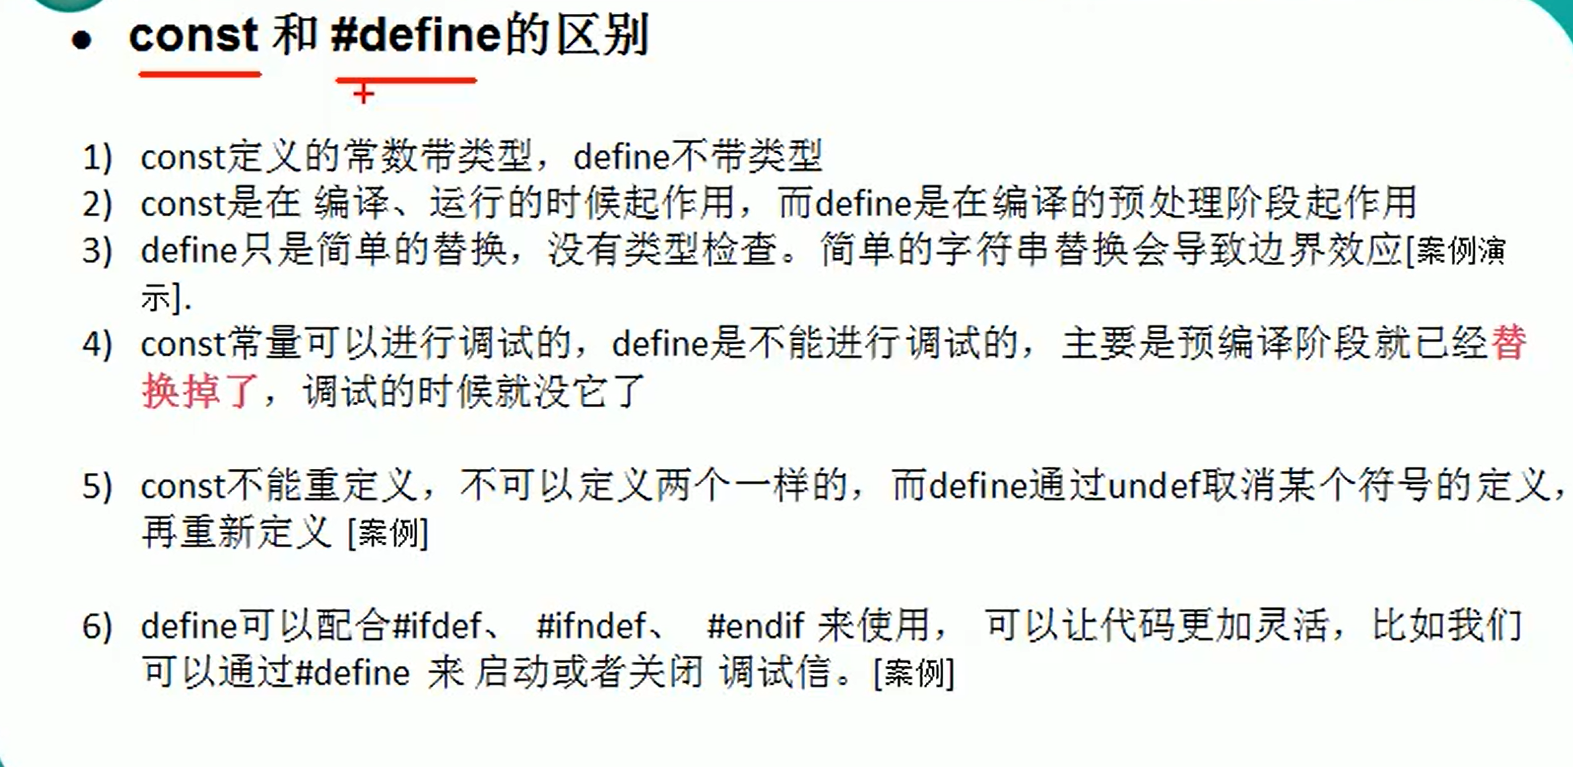 ● const 和 #define的区别
1) const定义的常数带类型，define不带类型
2) const是在 编译、运行的时候起作用，而define是在编译的预处理阶段起作用
3) define只是简单的替换，没有类型检查。简单的字符串替换会导致边界效应[案例演
示].
4) const常量可以进行调试的，define是不能进行调试的，主要是预编译阶段就已经替
换掉了，调试的时候就没它了
5) const不能重定义，不可以定义两个一样的，而define通过undef取消某个符号的定义，
再重新定义 [案例]
6) define可以配合#ifdef、 #ifndef、 #endif 来使用， 可以让代码更加灵活，比如我们
可以通过#define 来 启动或者关闭 调试信。[案例]